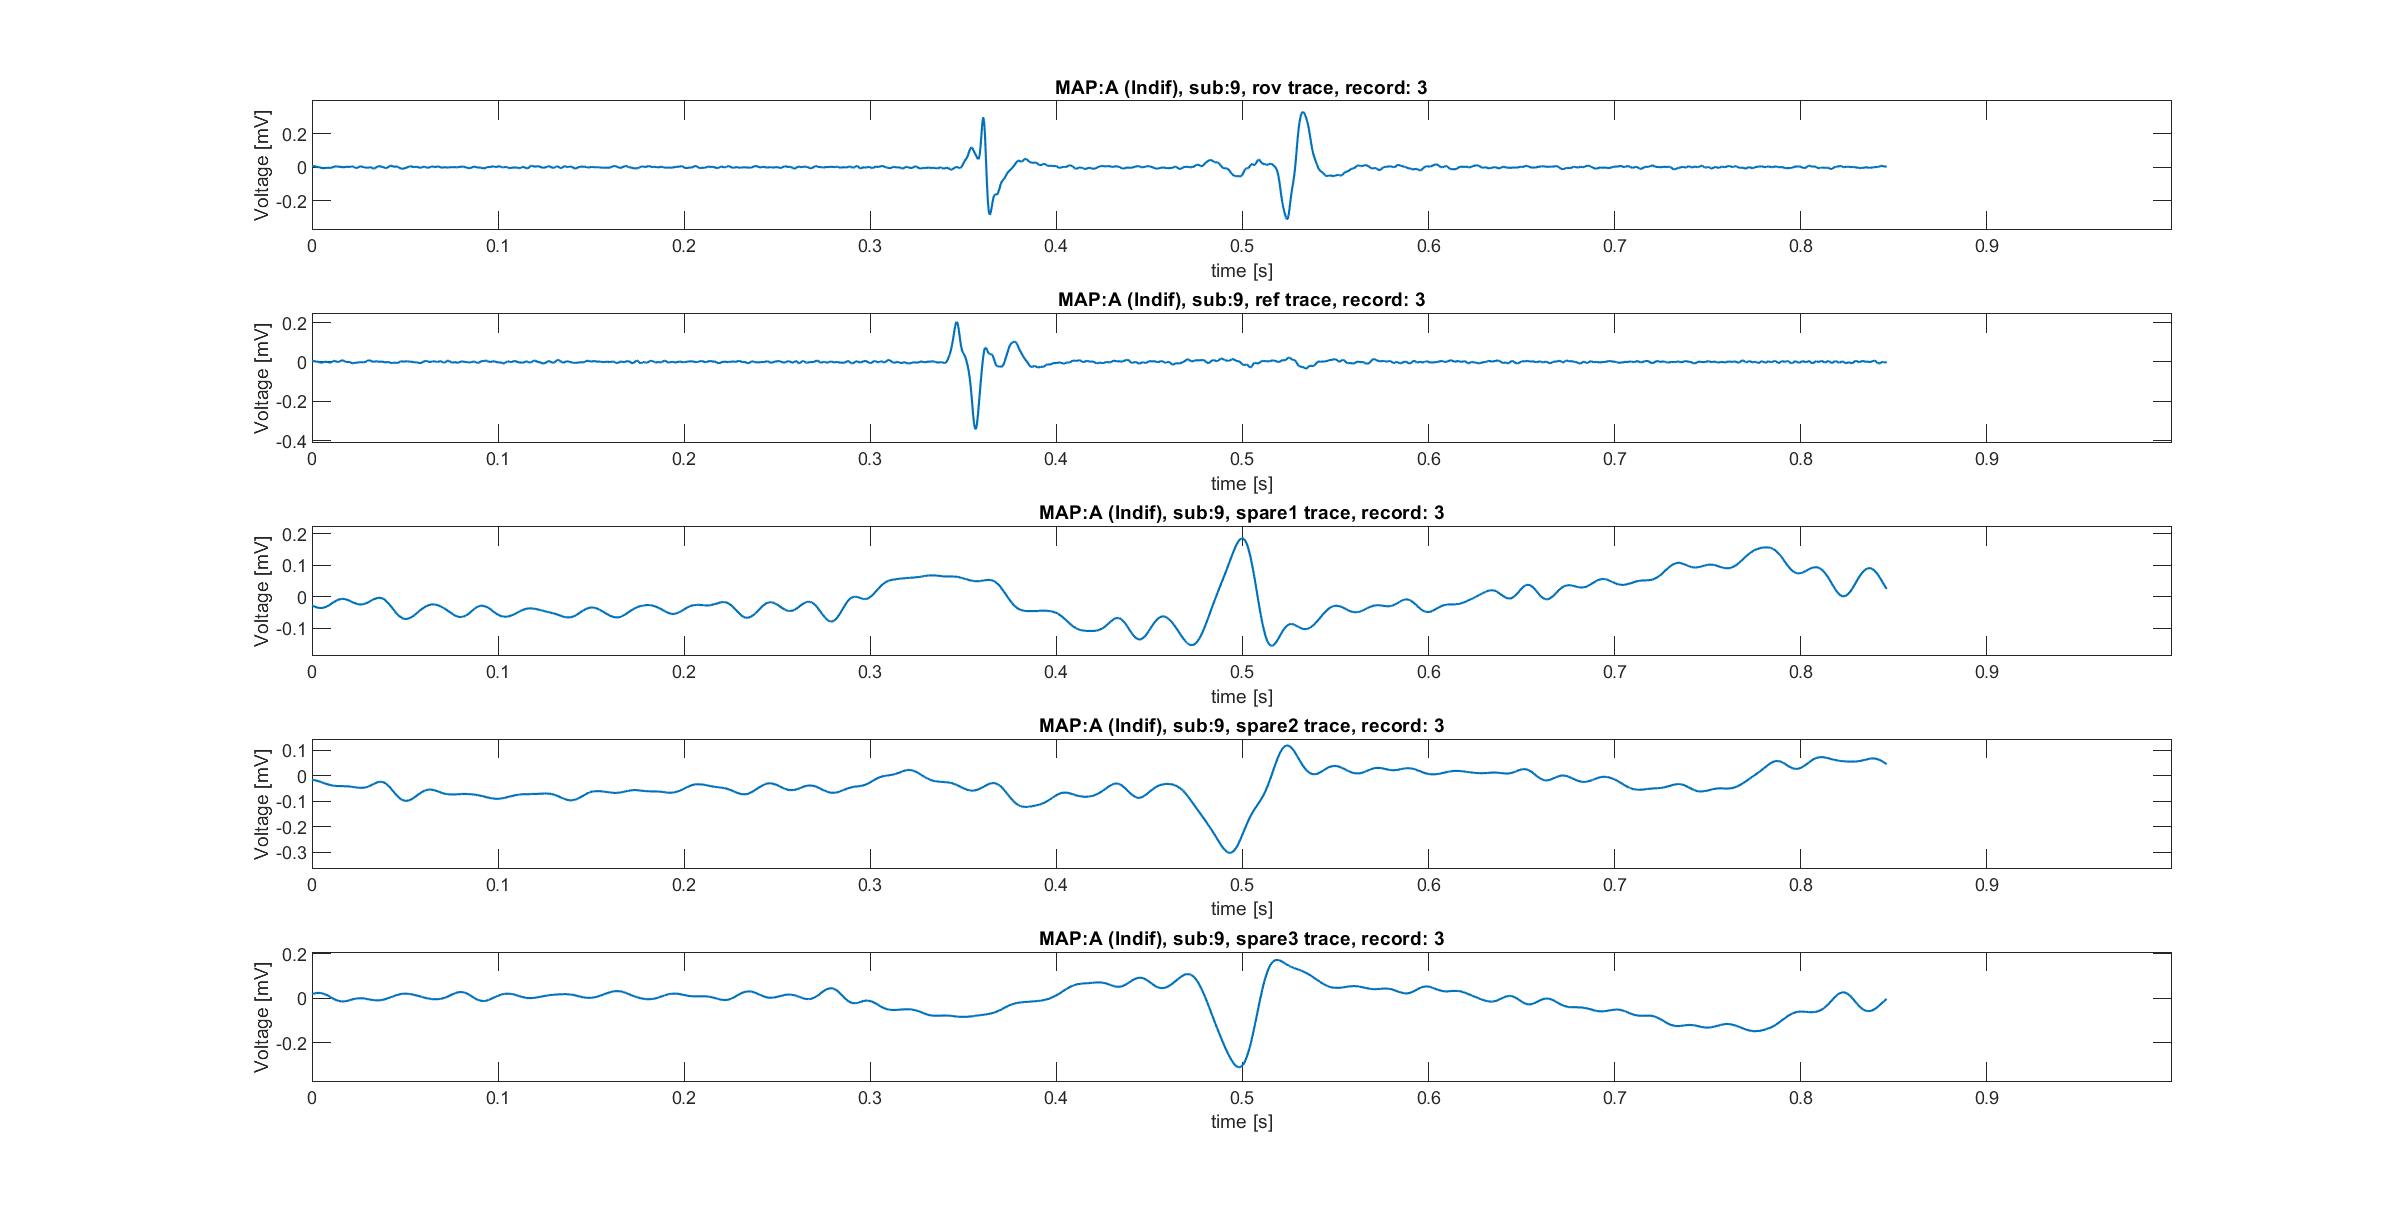 MAP:A (Indif), sub:9, rov trace, record: 3
Voltage [mV]
0.2
0
-0.2
0 0.1 0.2 0.3 0.4 0.5 0.6 0.7 0.8 0.9
time [s]
MAP:A (Indif), sub:9, ref trace, record: 3
Voltage [mV]
0.2
0
-0.2
-0.4
0 0.1 0.2 0.3 0.4 0.5 0.6 0.7 0.8 0.9
time [s]
MAP:A (Indif), sub:9, spare1 trace, record: 3
Voltage [mV]
0.2
0.1
0
-0.1
0 0.1 0.2 0.3 0.4 0.5 0.6 0.7 0.8 0.9
time [s]
MAP:A (Indif), sub:9, spare2 trace, record: 3
Voltage [mV]
0.1
0
-0.1
-0.2
-0.3
0 0.1 0.2 0.3 0.4 0.5 0.6 0.7 0.8 0.9
time [s]
MAP:A (Indif), sub:9, spare3 trace, record: 3
Voltage [mV]
0.2
0
-0.2
0 0.1 0.2 0.3 0.4 0.5 0.6 0.7 0.8 0.9
time [s]